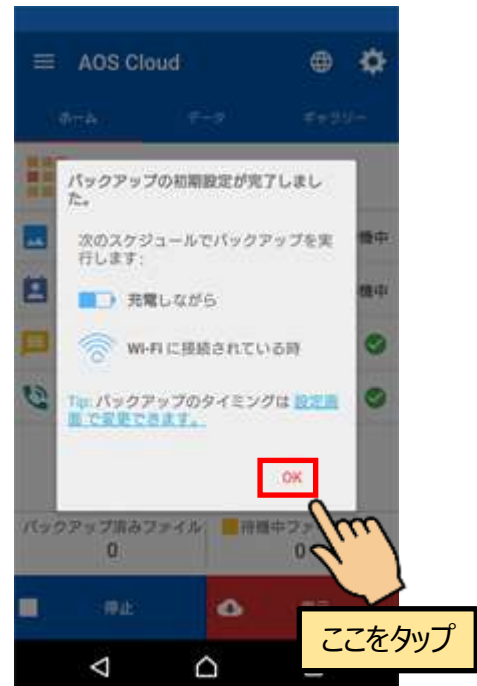 AOS Cloud
ホーム データ ギャラリー
バックアップの初期設定が完了しまし
た。
次のスケジュールでバックアップを実
行します:
充電しながら
Wi-Fi に接続されている時
Tip: バックアップのタイミングは 設定画
面 で変更できます。
OK
機中
機中
バックアップ済みファイル 待機中ファ
0 0
停止
ここをタップ